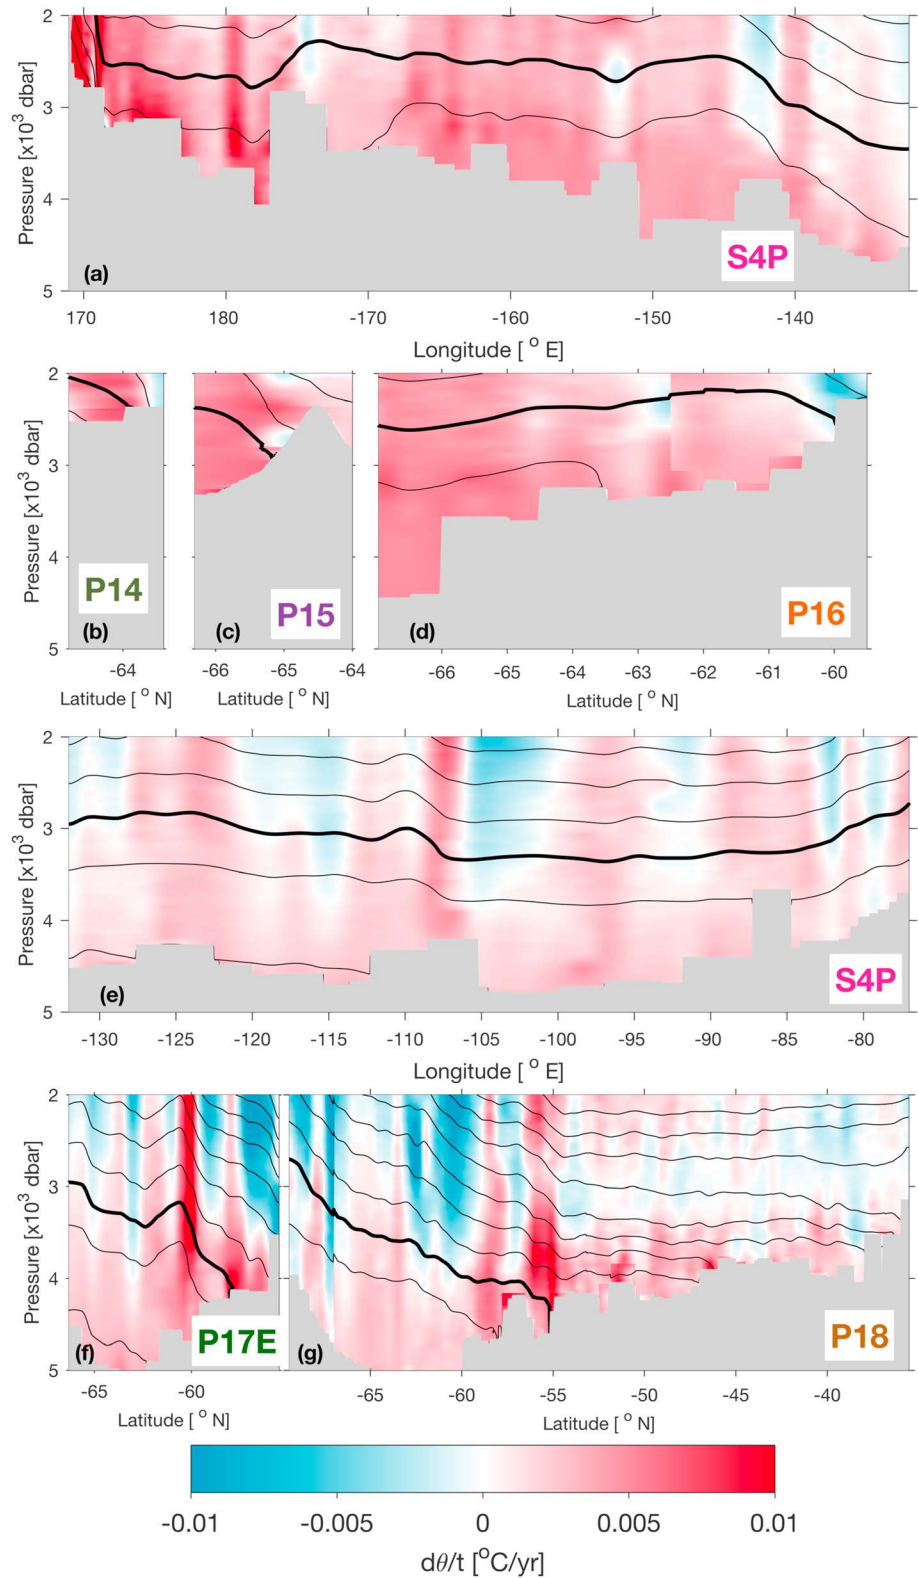 2
3
4
5
Pressure [x10³ dbar]
(a)
S4P
170 180 -170 -160 -150 -140
Longitude [ ° E]
2
3
4
5
Pressure [x10³ dbar]
P14
(b)
-64
Latitude [ ° N]
P15
(c)
-66 -65 -64
Latitude [ ° N]
P16
(d)
-66 -65 -64 -63 -62 -61 -60
Latitude [ ° N]
2
3
4
5
Pressure [x10³ dbar]
(e)
S4P
-130 -125 -120 -115 -110 -105 -100 -95 -90 -85 -80
Longitude [ ° E]
2
3
4
5
Pressure [x10³ dbar]
P17E
(f)
-65 -60
Latitude [ ° N]
P18
(g)
-65 -60 -55 -50 -45 -40
Latitude [ ° N]
-0.01 -0.005 0 0.005 0.01
dθ/t [°C/yr]